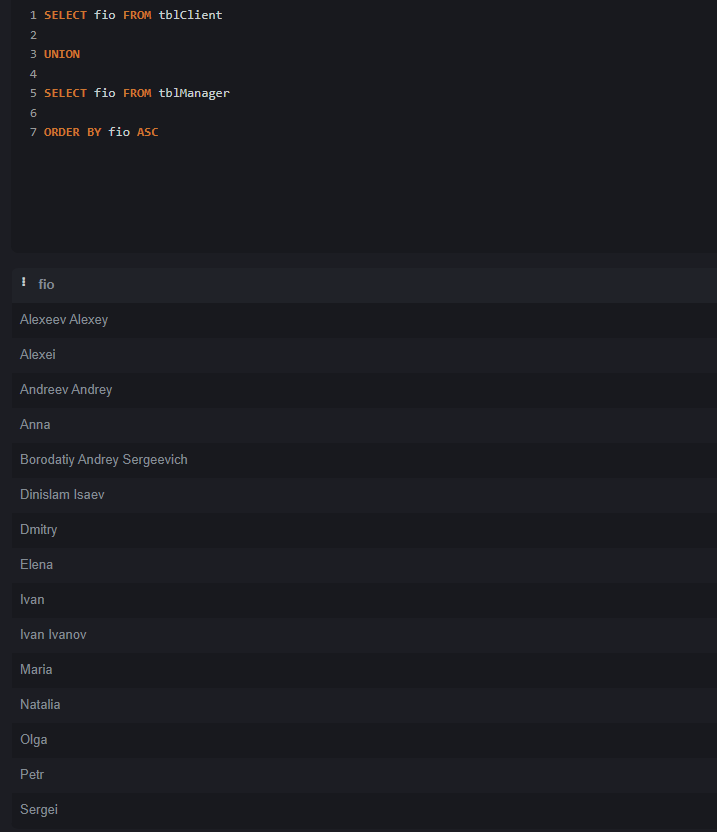 1 SELECT fio FROM tblClient
2
3 UNION
4
5 SELECT fio FROM tblManager
6
7 ORDER BY fio ASC
fio
Alexeev Alexey
Alexei
Andreev Andrey
Anna
Borodatiy Andrey Sergeevich
Dinislam Isaev
Dmitry
Elena
Ivan
Ivan Ivanov
Maria
Natalia
Olga
Petr
Sergei